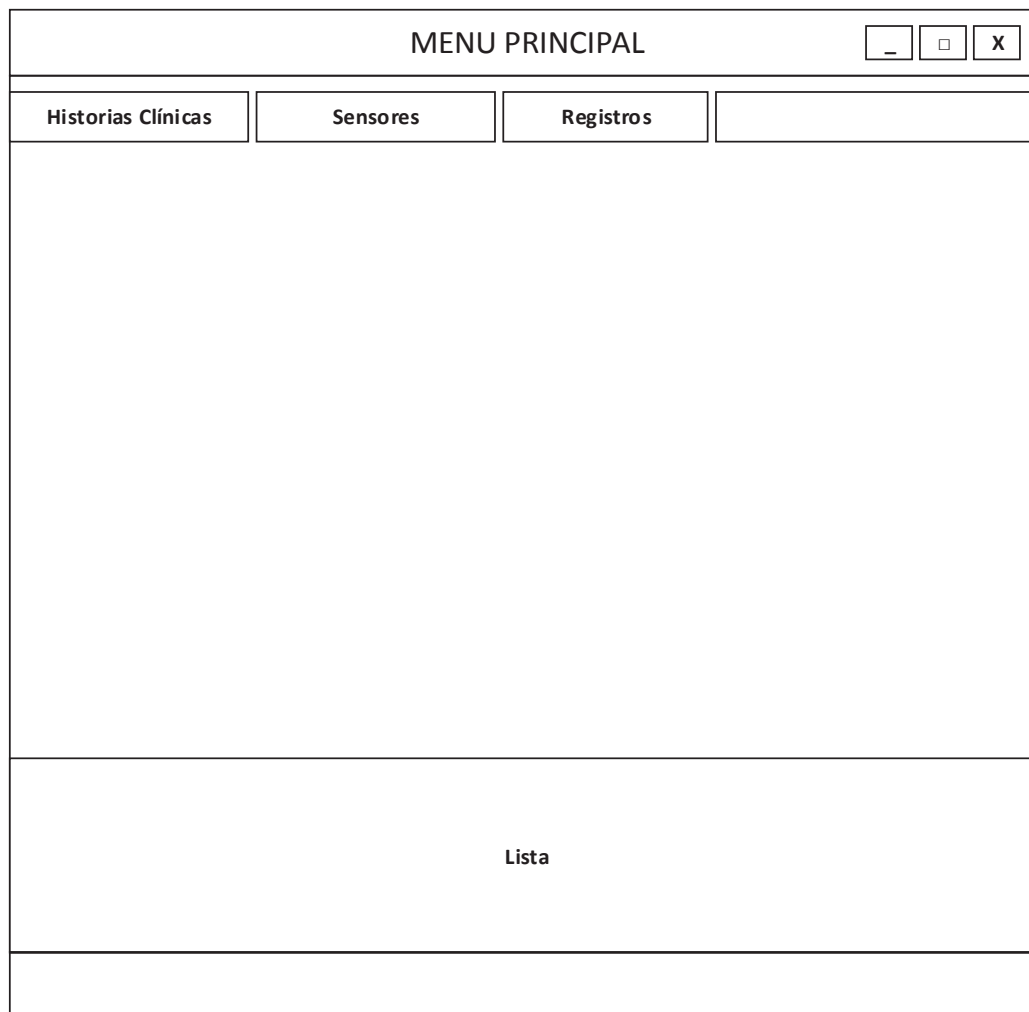 MENU PRINCIPAL
_ □ X
Historias Clínicas
Sensores
Registros
Lista